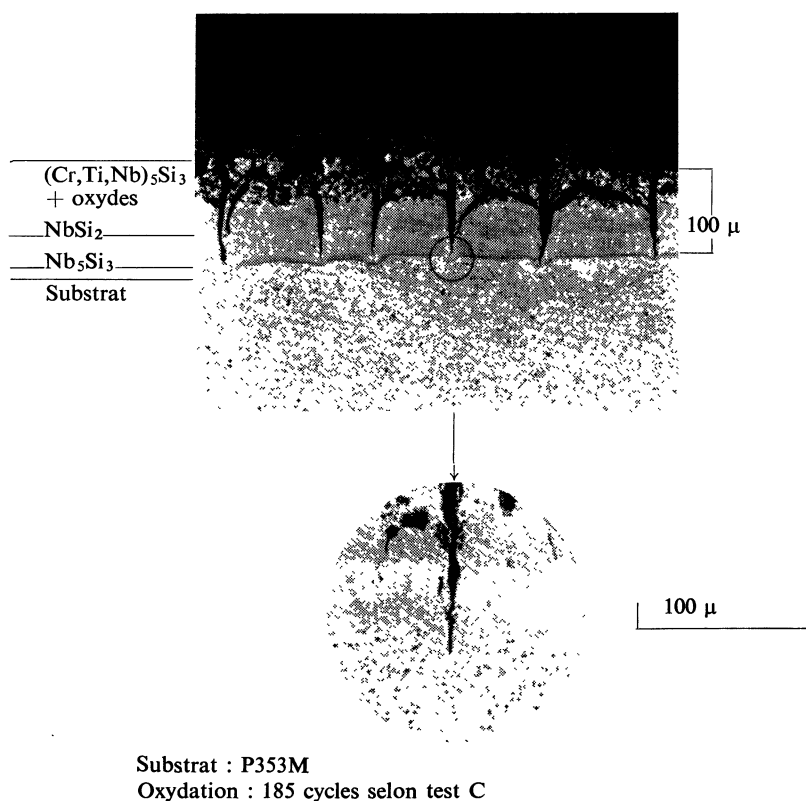 (Cr,Ti,Nb)₅Si₃
+ oxydes
NbSi₂
Nb₅Si₃
Substrat
100 μ
100 μ
Substrat : P353M
Oxydation : 185 cycles selon test C